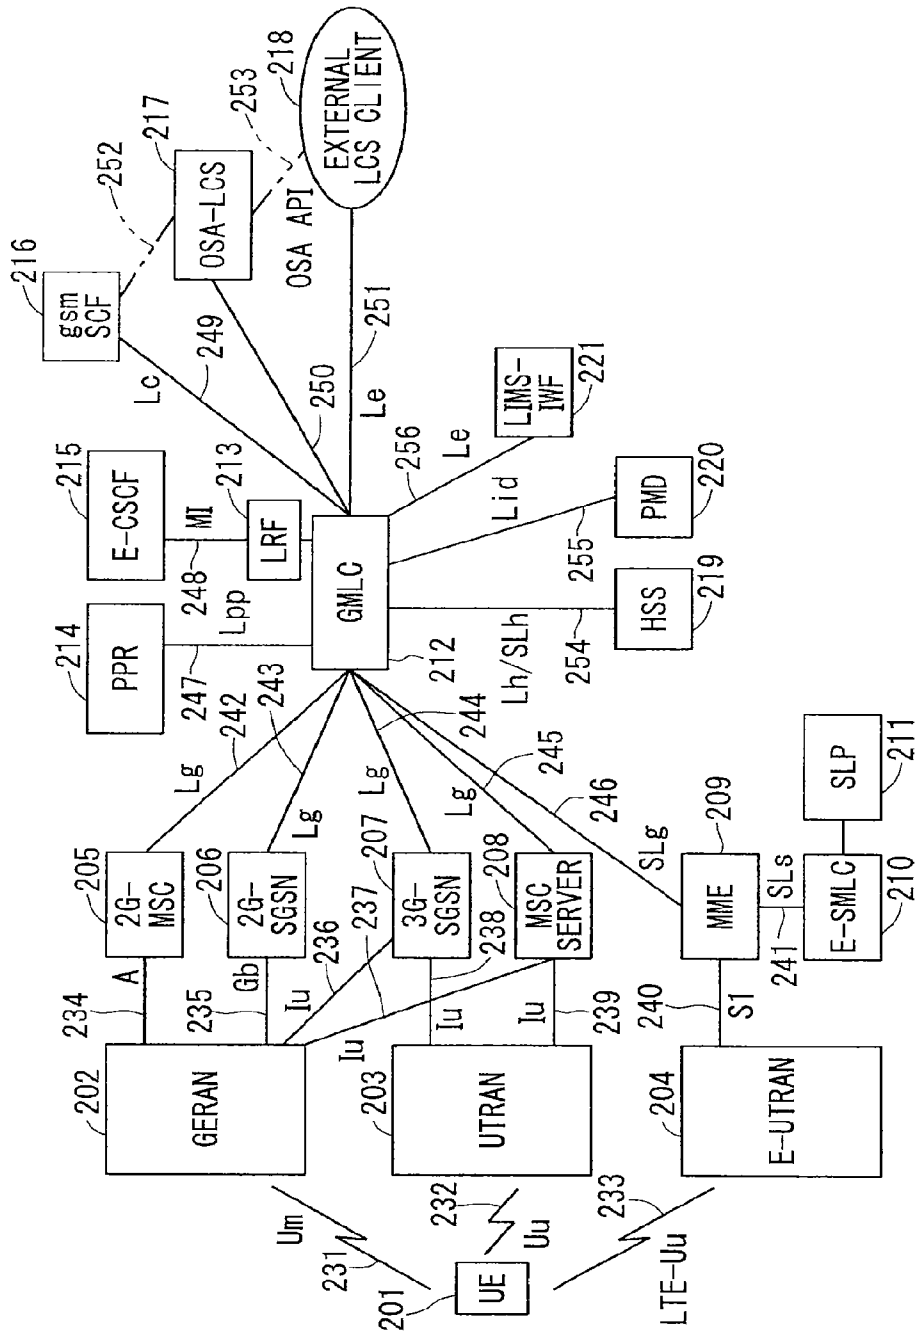 201
UE
231
Um
232
Uu
233
LTE-Uu
202
GERAN
203
UTRAN
204
E-UTRAN
234
A
235
Gb
Iu
236
Iu
237
Iu
238
Iu
239
240
S1
205
2G-
MSC
206
2G-
SGSN
207
3G-
SGSN
208
MSC
SERVER
209
MME
241
SLs
E-SMLC
210
SLP
211
Lg
242
Lg
243
Lg
244
Lg
245
SLg
246
214
PPR
247
Lpp
215
E-CSCF
248
MI
213
LRF
GMLC
212
216
gsm
SCF
Lc
249
252
217
OSA-LCS
250
253
OSA API
218
EXTERNAL
LCS CLIENT
251
Le
256
Le
LIMS-
IWF
221
Lid
255
PMD
220
Lh/SLh
254
HSS
219